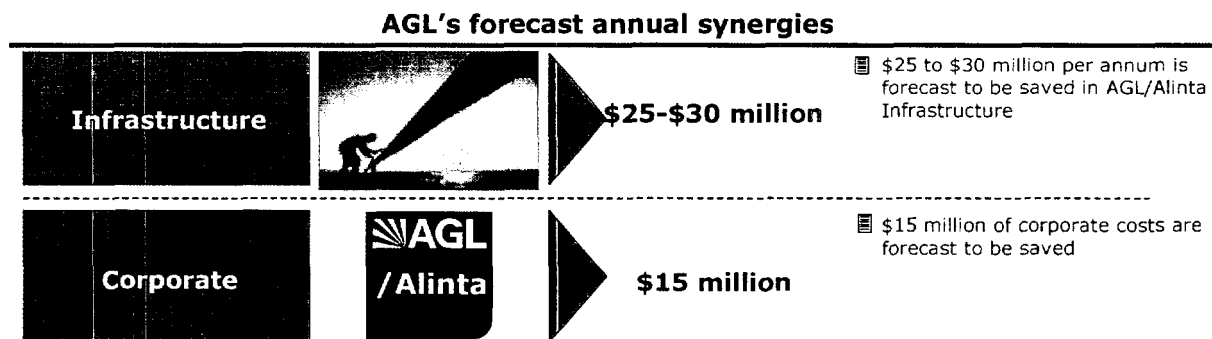 AGL's forecast annual synergies
Infrastructure
$25-$30 million
$25 to $30 million per annum is
forecast to be saved in AGL/Alinta
Infrastructure
Corporate
AGL
/Alinta
$15 million
$15 million of corporate costs are
forecast to be saved